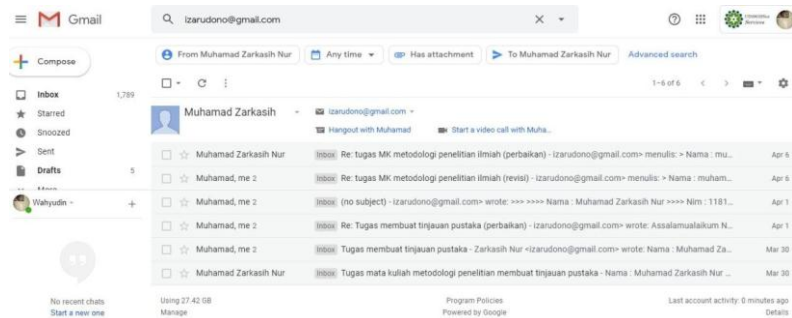 Gmail
izarudono@gmail.com
Compose
From Muhamad Zarkasih Nur
Any time
Has attachment
To Muhamad Zarkasih Nur
Advanced search
1-6 of 6
Inbox 1,789
Starred
Snoozed
Sent
Drafts 5
More
Wahyudin
No recent chats
Start a new one
Muhamad Zarkasih
izarudono@gmail.com
Hangout with Muhamad
Start a video call with Muha...
Muhamad Zarkasih Nur Inbox Re: tugas MK metodologi penelitian ilmiah (perbaikan) - izarudono@gmail.com> menulis: > Nama : mu... Apr 6
Muhamad, me 2 Inbox Re: tugas MK metodologi penelitian ilmiah (revisi) - izarudono@gmail.com> menulis: > Nama : muham... Apr 6
Muhamad, me 2 Inbox (no subject) - izarudono@gmail.com> wrote: >>> >>>> Nama : Muhamad Zarkasih Nur >>>> Nim : 1181... Apr 1
Muhamad, me 2 Inbox Re: Tugas membuat tinjauan pustaka (perbaikan) - izarudono@gmail.com> wrote: Assalamualaikum N... Apr 1
Muhamad, me 2 Inbox Tugas membuat tinjauan pustaka - Zarkasih Nur <izarudono@gmail.com> wrote: Nama : Muhamad Za... Mar 30
Muhamad Zarkasih Nur Inbox Tugas mata kuliah metodologi penelitian membuat tinjauan pustaka - Nama : Muhamad Zarkasih Nur ... Mar 30
Using 27.42 GB
Manage
Program Policies
Powered by Google
Last account activity: 0 minutes ago
Details